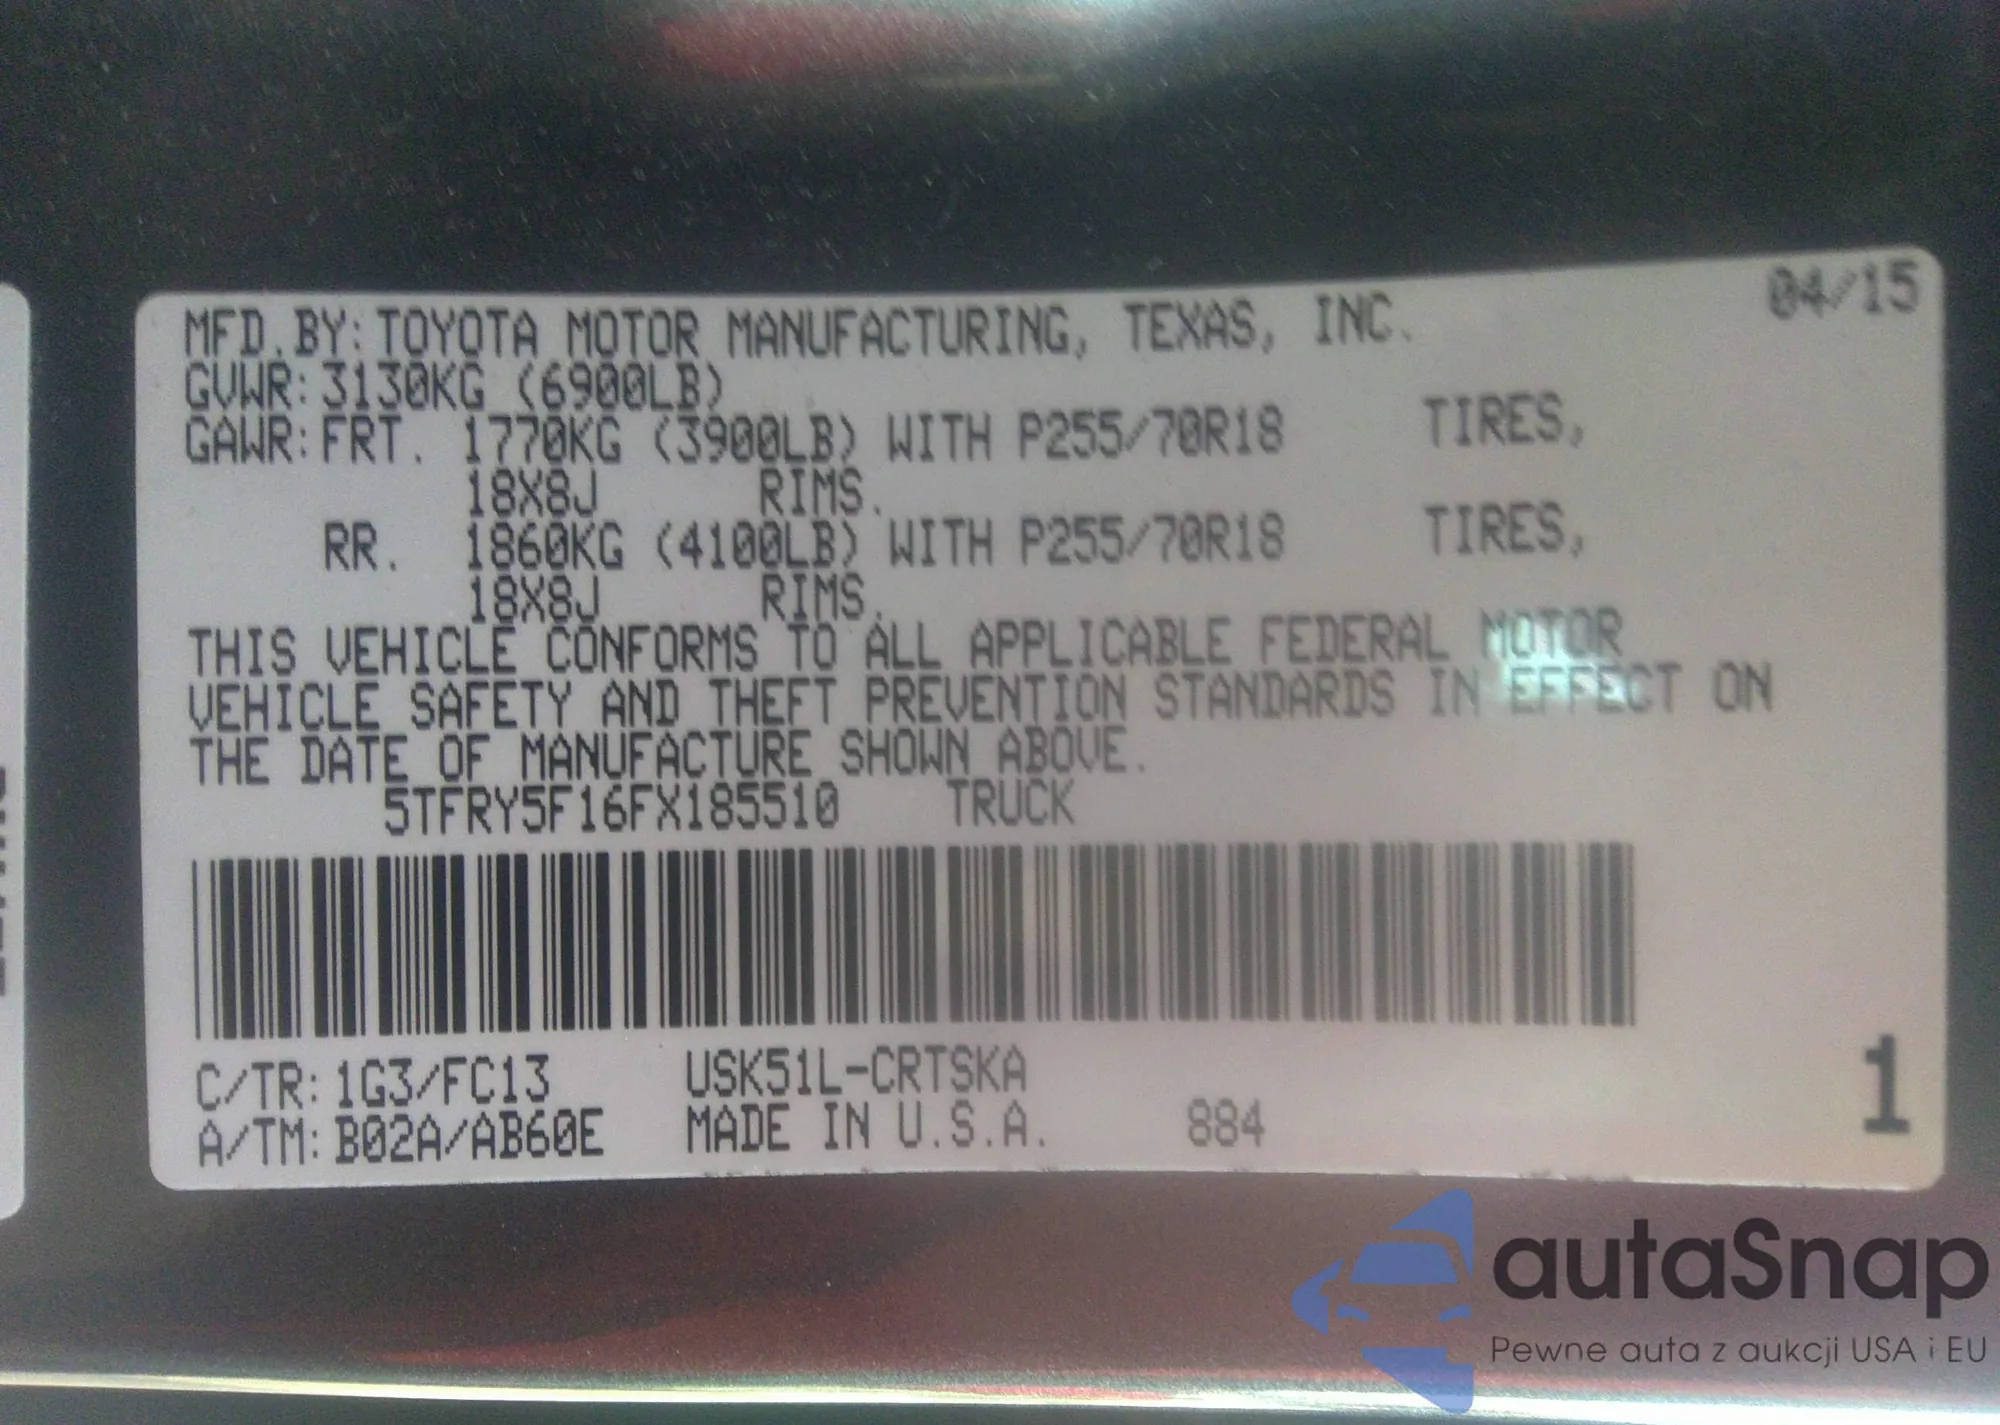 04/15
MFD.BY:TOYOTA MOTOR MANUFACTURING, TEXAS, INC.
GVWR:3130KG (6900LB)
GAWR:FRT. 1770KG (3900LB) WITH P255/70R18 TIRES,
18X8J RIMS.
RR. 1860KG (4100LB) WITH P255/70R18 TIRES,
18X8J RIMS.
THIS VEHICLE CONFORMS TO ALL APPLICABLE FEDERAL MOTOR
VEHICLE SAFETY AND THEFT PREVENTION STANDARDS IN EFFECT ON
THE DATE OF MANUFACTURE SHOWN ABOVE.
5TFRY5F16FX185510 TRUCK
C/TR:1G3/FC13 USK51L-CRTSKA
A/TM:B02A/AB60E MADE IN U.S.A. 884
1
autaSnap
Pewne auta z aukcji USA i EU